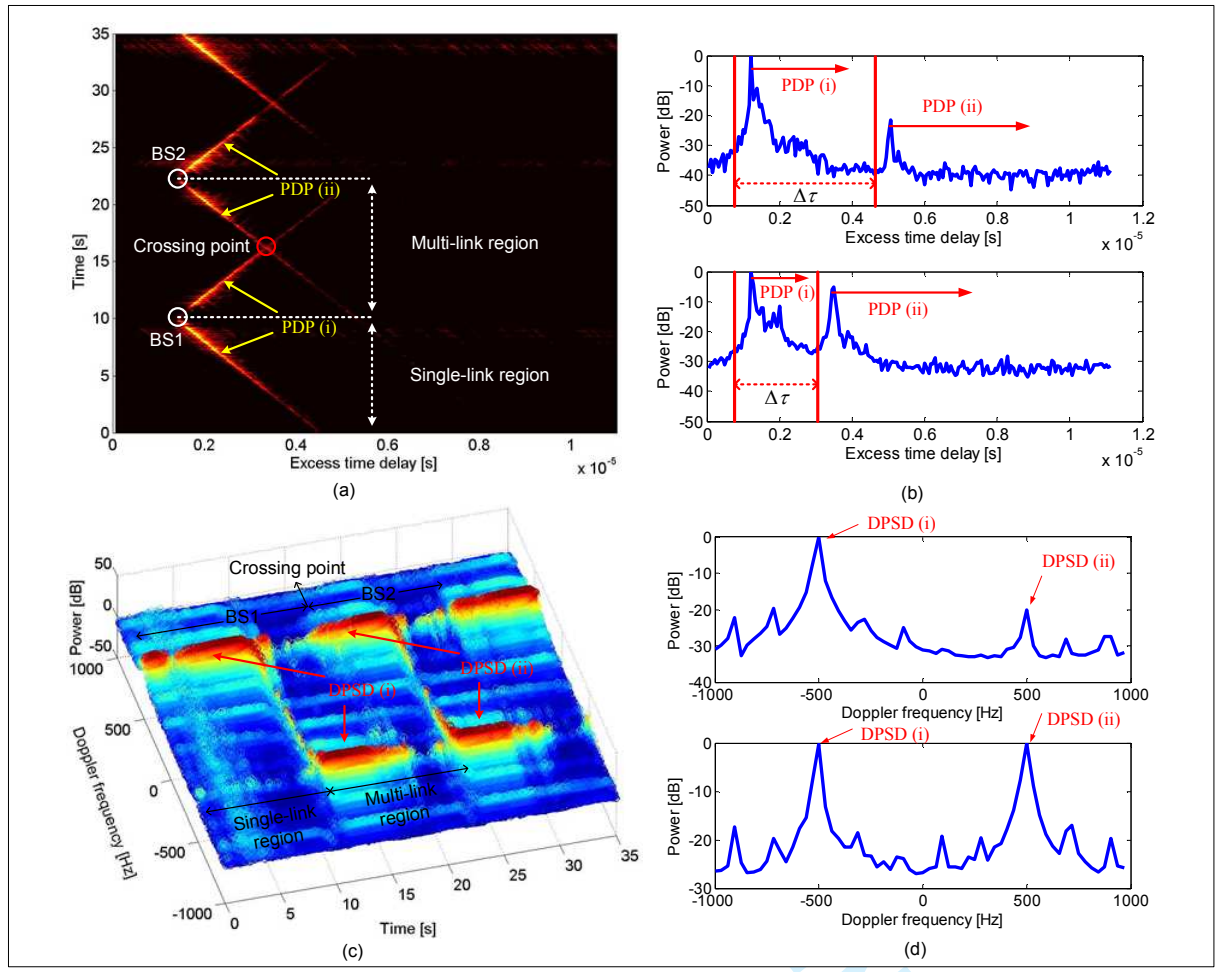 35
30
25
20
15
10
5
0
Time [s]
BS2
PDP (ii)
Crossing point
Multi-link region
PDP (i)
BS1
Single-link region
0 0.2 0.4 0.6 0.8 1
Excess time delay [s]
x 10⁻⁵
(a)
0
-10
-20
-30
-40
-50
Power [dB]
PDP (i)
PDP (ii)
Δτ
0 0.2 0.4 0.6 0.8 1 1.2
Excess time delay [s]
x 10⁻⁵
0
-10
-20
-30
-40
-50
Power [dB]
PDP (i)
PDP (ii)
Δτ
0 0.2 0.4 0.6 0.8 1 1.2
Excess time delay [s]
x 10⁻⁵
(b)
50
0
-50
Power [dB]
Crossing point
BS1
BS2
DPSD (i)
DPSD (ii)
1000
500
0
-500
-1000
Doppler frequency [Hz]
Single-link
region
Multi-link
region
0 5 10 15 20 25 30 35
Time [s]
(c)
DPSD (i)
DPSD (ii)
0
-10
-20
-30
-40
Power [dB]
-1000 -500 0 500 1000
Doppler frequency [Hz]
DPSD (i)
DPSD (ii)
0
-10
-20
-30
Power [dB]
-1000 -500 0 500 1000
Doppler frequency [Hz]
(d)